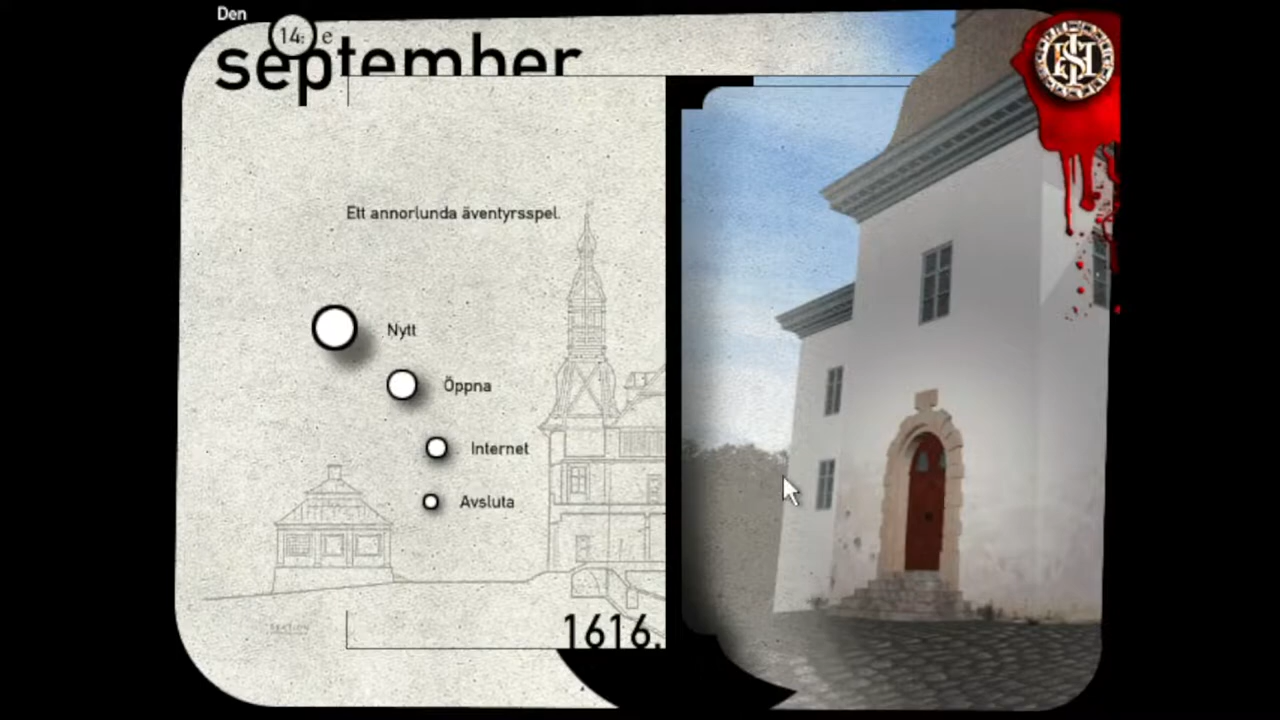 Den
14:e
september
Ett annorlunda äventyrsspel.
Nytt
Öppna
Internet
Avsluta
1616.